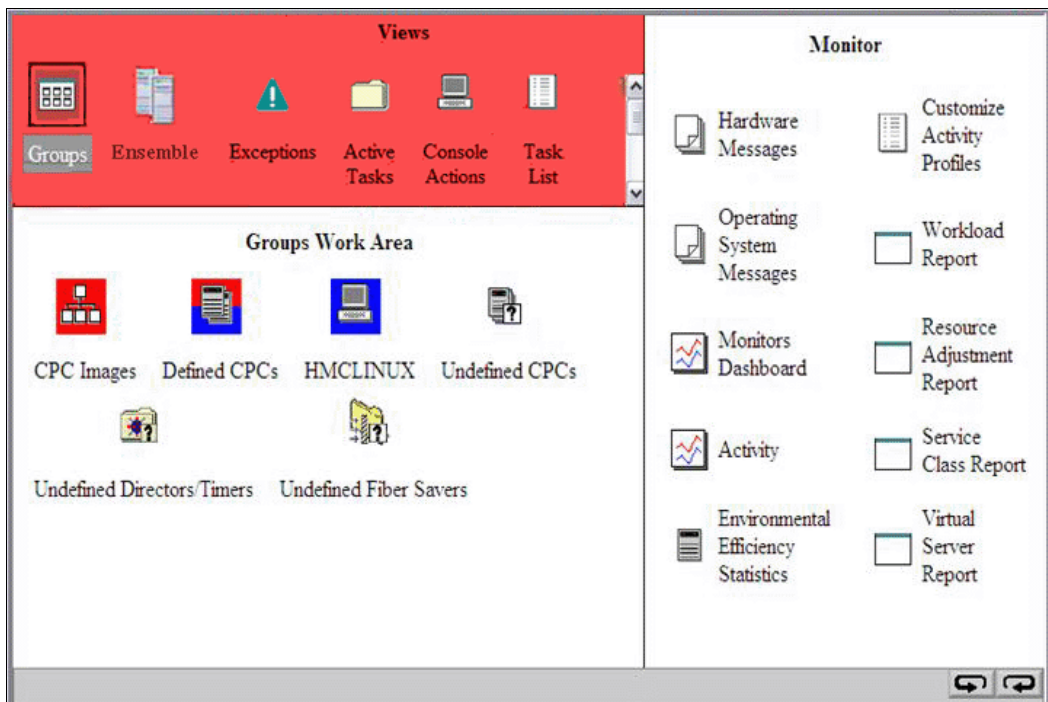 Views
Groups
Ensemble
Exceptions
Active
Tasks
Console
Actions
Task
List
Groups Work Area
CPC Images
Defined CPCs
HMCLINUX
Undefined CPCs
Undefined Directors/Timers
Undefined Fiber Savers
Monitor
Hardware
Messages
Customize
Activity
Profiles
Operating
System
Messages
Workload
Report
Monitors
Dashboard
Resource
Adjustment
Report
Activity
Service
Class Report
Environmental
Efficiency
Statistics
Virtual
Server
Report